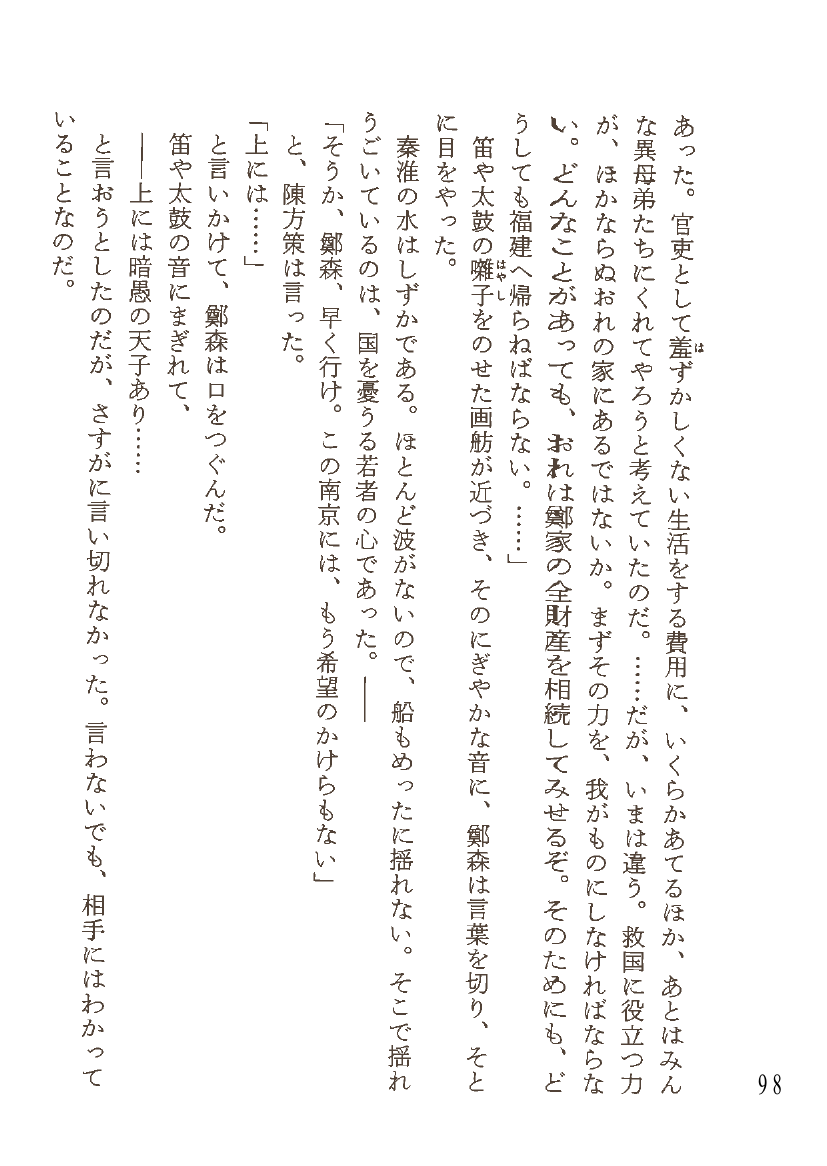 あった。官吏として羞ずかしくない生活をする費用に、いくらかあてるほか、あとはみん
な異母弟たちにくれてやろうと考えていたのだ。……だが、いまは違う。救国に役立つ力
が、ほかならぬおれの家にあるではないか。まずその力を、我がものにしなければならな
い。どんなことがあっても、おれは鄭家の全財産を相続してみせるぞ。そのためにも、ど
うしても福建へ帰らねばならない。……」
笛や太鼓の囃子をのせた画舫が近づき、そのにぎやかな音に、鄭森は言葉を切り、そと
に目をやった。
秦淮の水はしずかである。ほとんど波がないので、船もめったに揺れない。そこで揺れ
うごいているのは、国を憂うる若者の心であった。――
「そうか、鄭森、早く行け。この南京には、もう希望のかけらもない」
と、陳方策は言った。
「上には……」
と言いかけて、鄭森は口をつぐんだ。
笛や太鼓の音にまぎれて、
――上には暗愚の天子あり……
と言おうとしたのだが、さすがに言い切れなかった。言わないでも、相手にはわかって
いることなのだ。
は
はやし
98